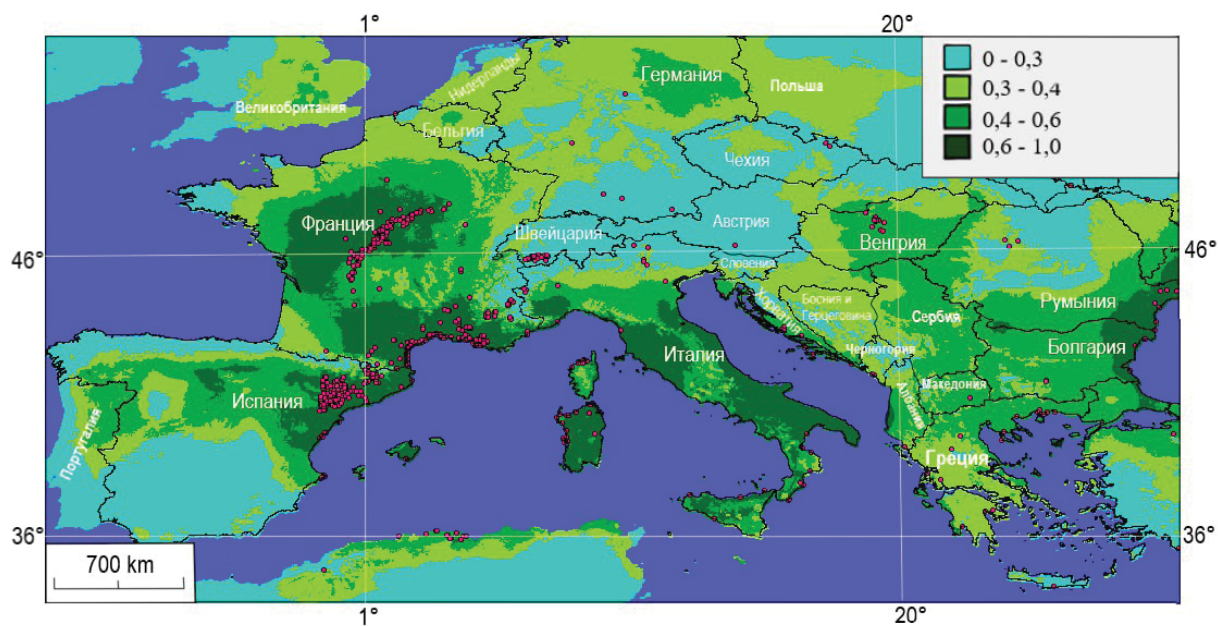 1°
20°
0 - 0,3
0,3 - 0,4
0,4 - 0,6
0,6 - 1,0
Германия
Польша
Нидерланды
Великобритания
Бельгия
Чехия
Франция
Австрия
Швейцария
Венгрия
46°
46°
Словения
Хорватия
Босния и
Герцеговина
Румыния
Сербия
Италия
Черногория
Болгария
Македония
Испания
Албания
Португалия
Греция
36°
36°
700 km
1°
20°